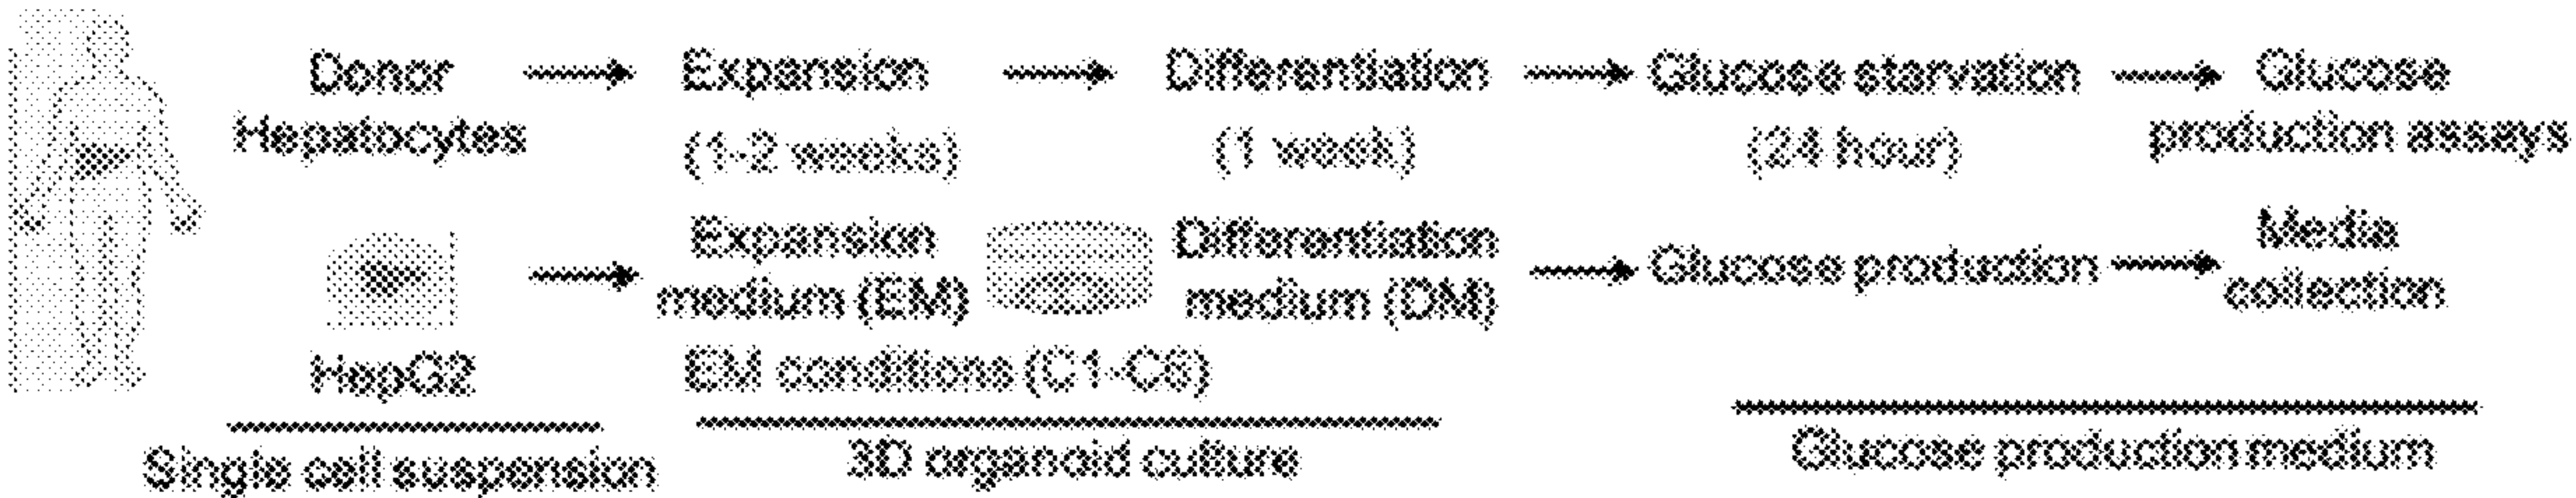 Donor
Hepatocytes
Expansion
(1-2 weeks)
Differentiation
(1 week)
Glucose starvation
(24 hour)
Glucose
production assays
HepG2
Expansion
medium (EM)
EM conditions (C1-C6)
Differentiation
medium (DM)
Glucose production
Media
collection
Single cell suspension
3D organoid culture
Glucose production medium